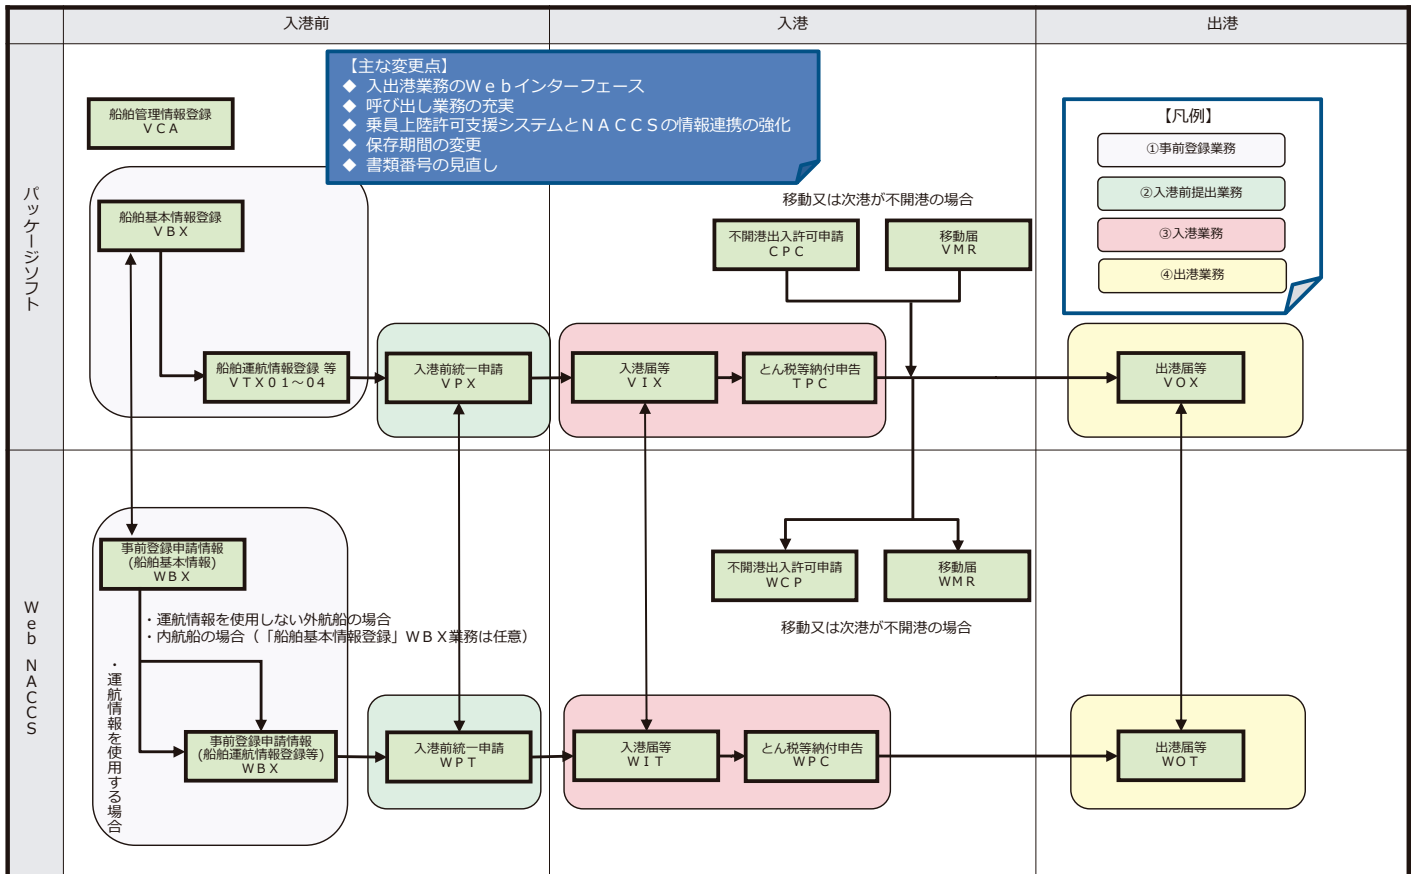 入港前
入港
出港
【主な変更点】
◆ 入出港業務のＷｅｂインターフェース
◆ 呼び出し業務の充実
◆ 乗員上陸許可支援システムとＮＡＣＣＳの情報連携の強化
◆ 保存期間の変更
◆ 書類番号の見直し
【凡例】
①事前登録業務
②入港前提出業務
③入港業務
④出港業務
パッケージソフト
船舶管理情報登録
ＶＣＡ
船舶基本情報登録
ＶＢＸ
移動又は次港が不開港の場合
不開港出入許可申請
ＣＰＣ
移動届
ＶＭＲ
船舶運航情報登録 等
ＶＴＸ０１～０４
入港前統一申請
ＶＰＸ
入港届等
ＶＩＸ
とん税等納付申告
ＴＰＣ
出港届等
ＶＯＸ
Ｗｅｂ ＮＡＣＣＳ
事前登録申請情報
(船舶基本情報)
ＷＢＸ
・運航情報を使用しない外航船の場合
・内航船の場合（「船舶基本情報登録」ＷＢＸ業務は任意）
・運航情報を使用する場合
不開港出入許可申請
ＷＣＰ
移動届
ＷＭＲ
移動又は次港が不開港の場合
事前登録申請情報
(船舶運航情報登録等)
ＷＢＸ
入港前統一申請
ＷＰＴ
入港届等
ＷＩＴ
とん税等納付申告
ＷＰＣ
出港届等
ＷＯＴ